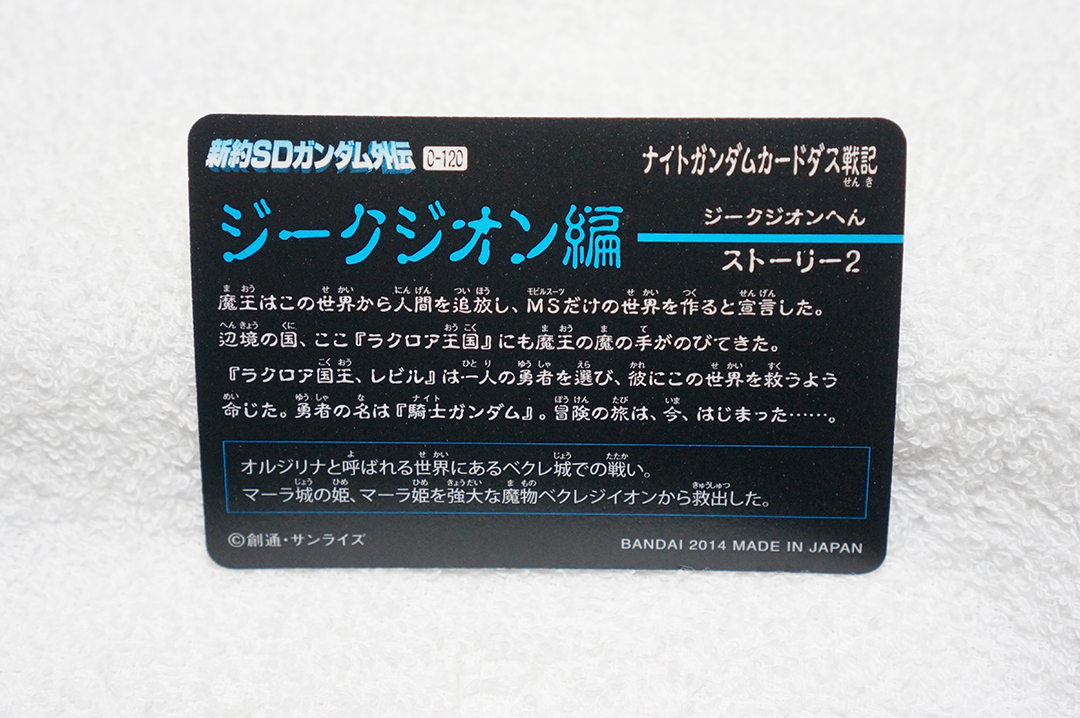 新約SDガンダム外伝 0-120
ナイトガンダムカードダス戦記
せんき
ジークジオン編
ジークジオンへん
ストーリー2
魔王はこの世界から人間を追放し、MSだけの世界を作ると宣言した。
辺境の国、ここ『ラクロア王国』にも魔王の魔の手がのびてきた。
『ラクロア国王、レビル』は一人の勇者を選び、彼にこの世界を救うよう
命じた。勇者の名は『騎士ガンダム』。冒険の旅は、今、はじまった……。
オルジリナと呼ばれる世界にあるベクレ城での戦い。
マーラ城の姫、マーラ姫を強大な魔物ベクレジイオンから救出した。
©創通・サンライズ
BANDAI 2014 MADE IN JAPAN